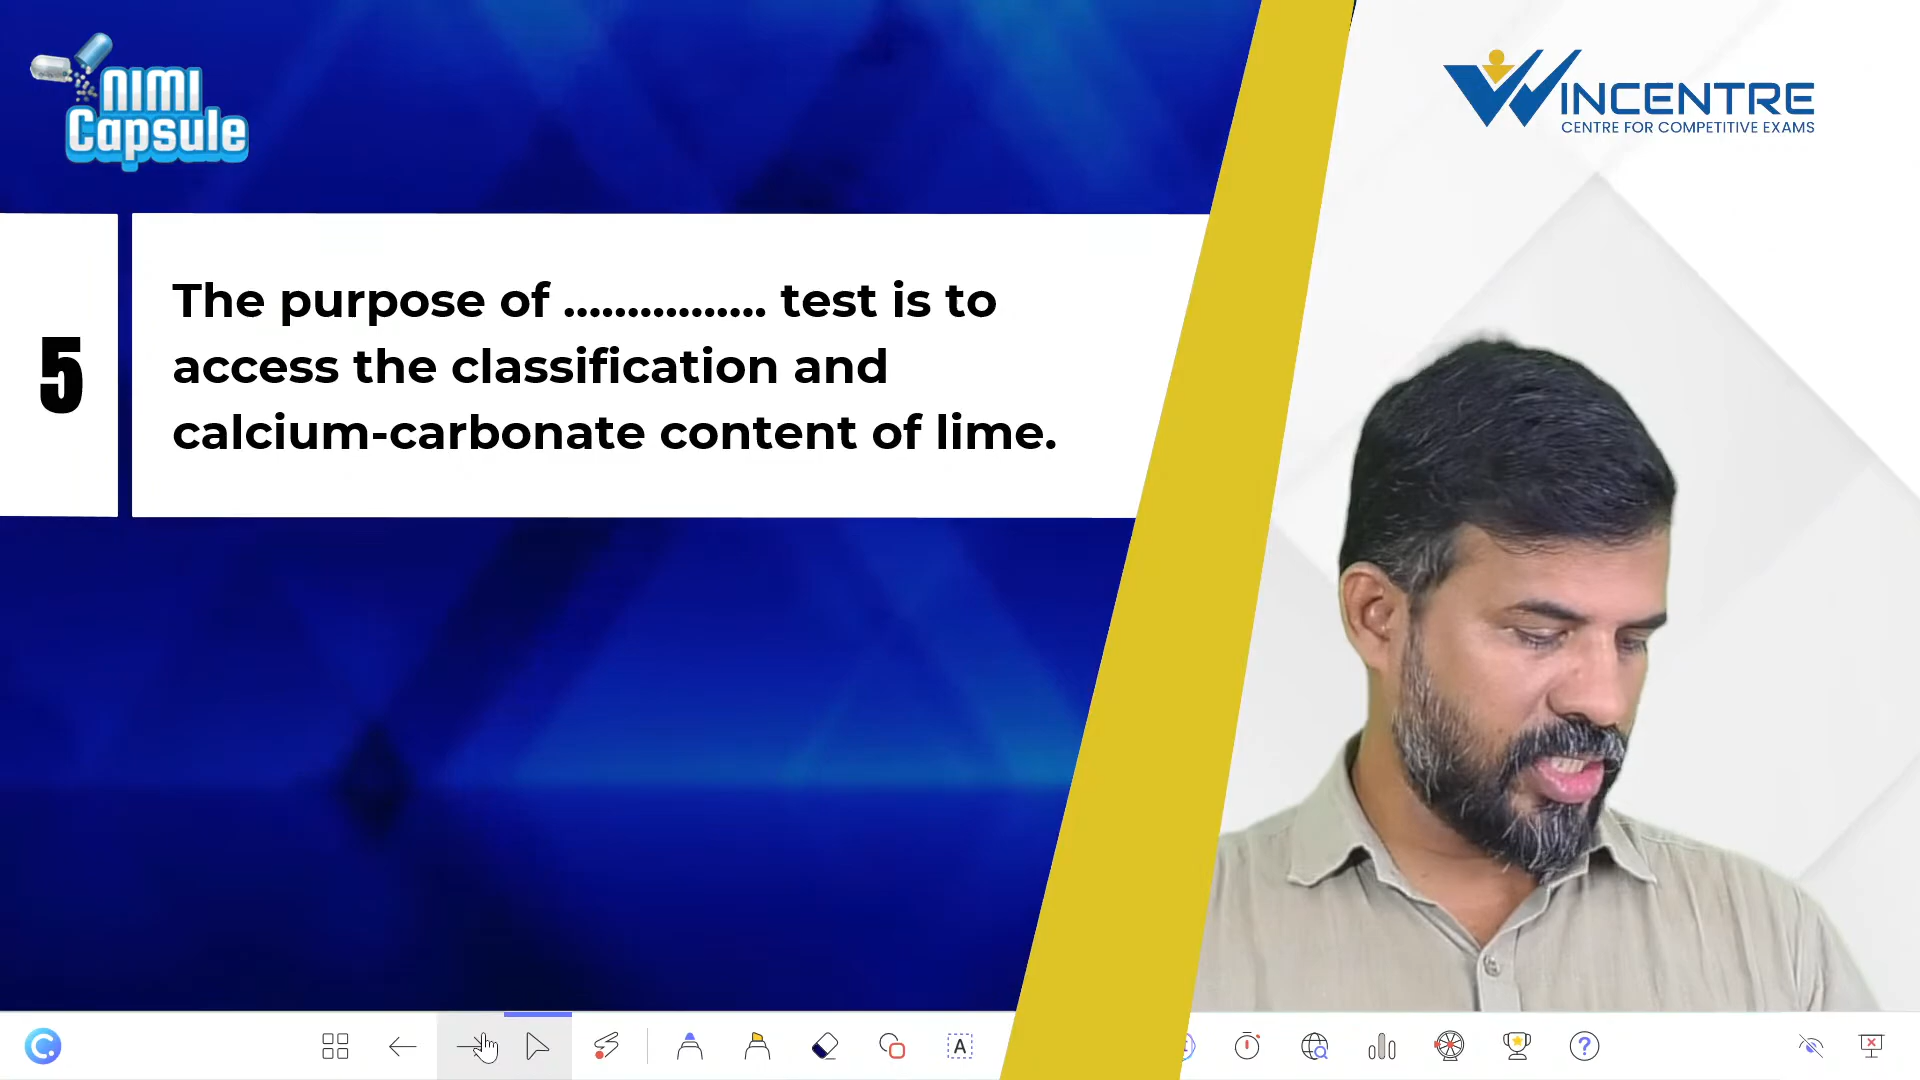 NIMI
Capsule
WINCENTRE
CENTRE FOR COMPETITIVE EXAMS
5
The purpose of ................ test is to
access the classification and
calcium-carbonate content of lime.
A